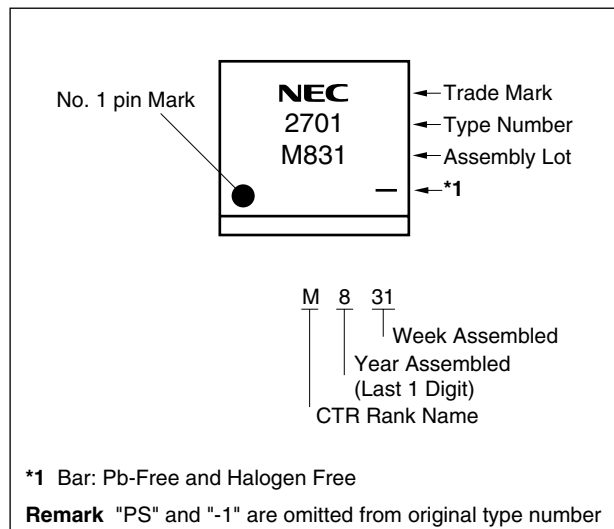 No. 1 pin Mark
NEC
2701
M831
Trade Mark
Type Number
Assembly Lot
*1
M 8 31
Week Assembled
Year Assembled
(Last 1 Digit)
CTR Rank Name
*1 Bar: Pb-Free and Halogen Free
Remark "PS" and "-1" are omitted from original type number